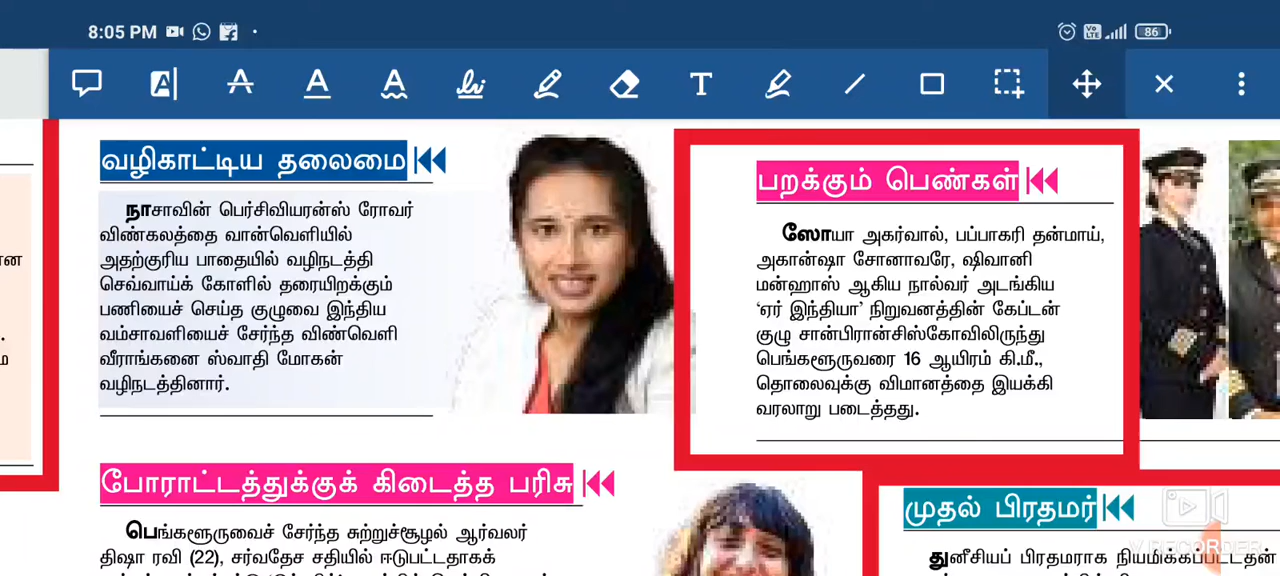 8:05 PM
86
வழிகாட்டிய தலைமை
நாசாவின் பெர்சிவியரன்ஸ் ரோவர்
விண்கலத்தை வான்வெளியில்
அதற்குரிய பாதையில் வழிநடத்தி
செவ்வாய்க் கோளில் தரையிறக்கும்
பணியைச் செய்த குழுவை இந்திய
வம்சாவளியைச் சேர்ந்த விண்வெளி
வீராங்கனை ஸ்வாதி மோகன்
வழிநடத்தினார்.
பறக்கும் பெண்கள்
ஸோயா அகர்வால், பப்பாகரி தன்மாய்,
அகான்ஷா சோனாவரே, ஷிவானி
மன்ஹாஸ் ஆகிய நால்வர் அடங்கிய
‘ஏர் இந்தியா’ நிறுவனத்தின் கேப்டன்
குழு சான்பிரான்சிஸ்கோவிலிருந்து
பெங்களூருவரை 16 ஆயிரம் கி.மீ.,
தொலைவுக்கு விமானத்தை இயக்கி
வரலாறு படைத்தது.
போராட்டத்துக்குக் கிடைத்த பரிசு
பெங்களூருவைச் சேர்ந்த சுற்றுச்சூழல் ஆர்வலர்
திஷா ரவி (22), சர்வதேச சதியில் ஈடுபட்டதாகக்
முதல் பிரதமர்
துனீசியப் பிரதமராக நியமிக்கப்பட்டதன்
V RECORDER